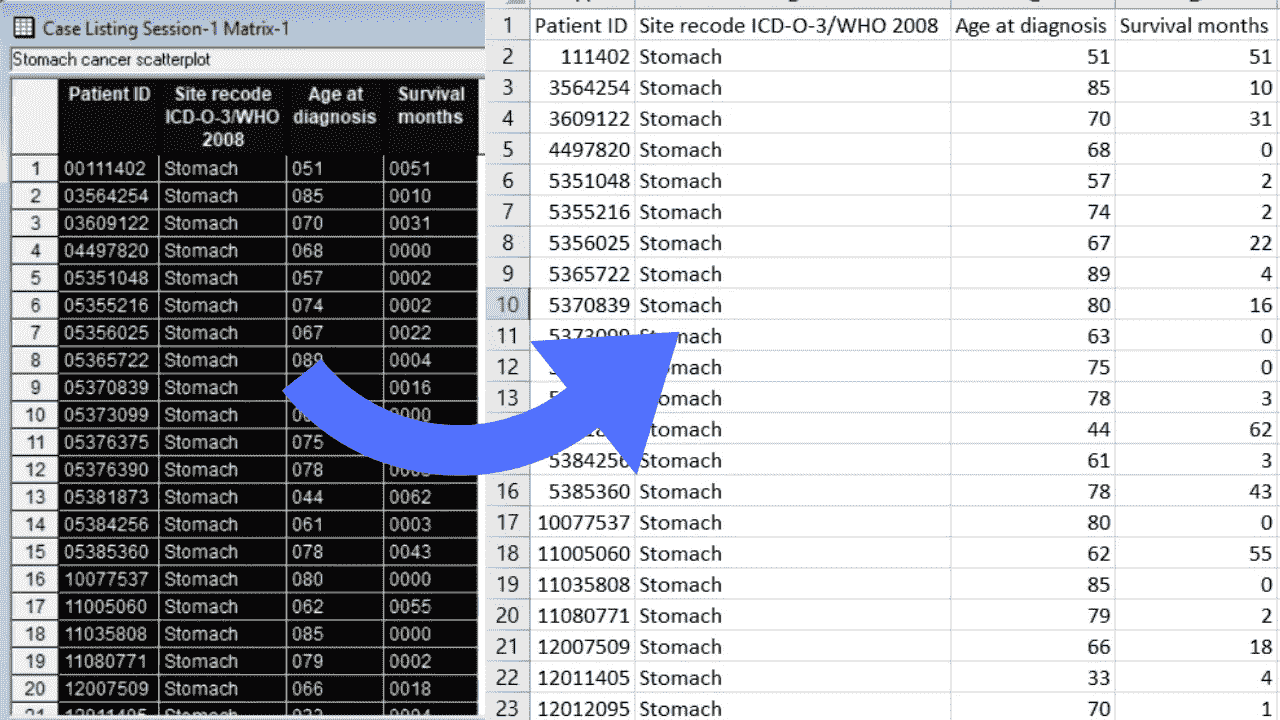 Case Listing Session-1 Matrix-1
Stomach cancer scatterplot
Patient ID Site recode ICD-O-3/WHO 2008 Age at diagnosis Survival months
1 00111402 Stomach 051 0051
2 03564254 Stomach 085 0010
3 03609122 Stomach 070 0031
4 04497820 Stomach 068 0000
5 05351048 Stomach 057 0002
6 05355216 Stomach 074 0002
7 05356025 Stomach 067 0022
8 05365722 Stomach 089 0004
9 05370839 Stomach 0016
10 05373099 Stomach 0000
11 05376375 Stomach 075
12 05376390 Stomach 078
13 05381873 Stomach 044 0062
14 05384256 Stomach 061 0003
15 05385360 Stomach 078 0043
16 10077537 Stomach 080 0000
17 11005060 Stomach 062 0055
18 11035808 Stomach 085 0000
19 11080771 Stomach 079 0002
20 12007509 Stomach 066 0018
1 Patient ID Site recode ICD-O-3/WHO 2008 Age at diagnosis Survival months
2 111402 Stomach 51 51
3 3564254 Stomach 85 10
4 3609122 Stomach 70 31
5 4497820 Stomach 68 0
6 5351048 Stomach 57 2
7 5355216 Stomach 74 2
8 5356025 Stomach 67 22
9 5365722 Stomach 89 4
10 5370839 Stomach 80 16
11 5373099 Stomach 63 0
12 75 0
13 78 3
44 62
5384256 Stomach 61 3
16 5385360 Stomach 78 43
17 10077537 Stomach 80 0
18 11005060 Stomach 62 55
19 11035808 Stomach 85 0
20 11080771 Stomach 79 2
21 12007509 Stomach 66 18
22 12011405 Stomach 33 4
23 12012095 Stomach 70 1